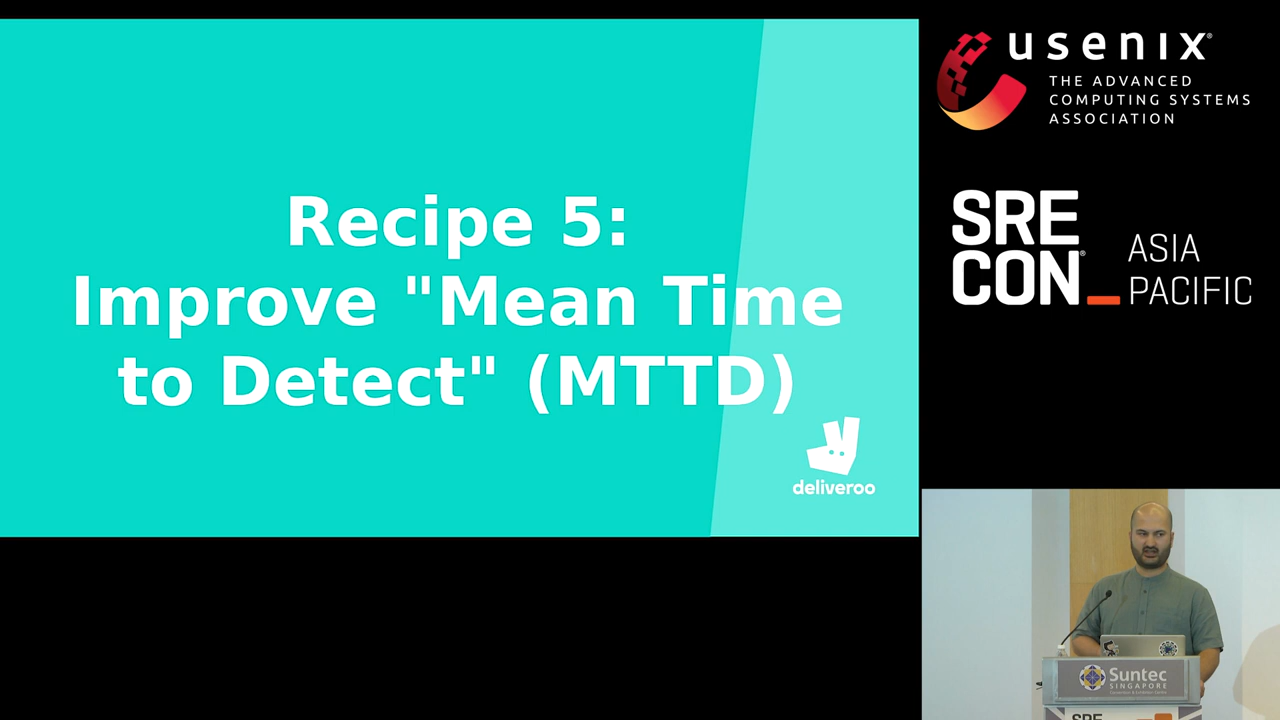 Recipe 5:
Improve "Mean Time
to Detect" (MTTD)
deliveroo
usenix®
THE ADVANCED
COMPUTING SYSTEMS
ASSOCIATION
SRE
CON®
ASIA
PACIFIC
Suntec
SINGAPORE
SRE